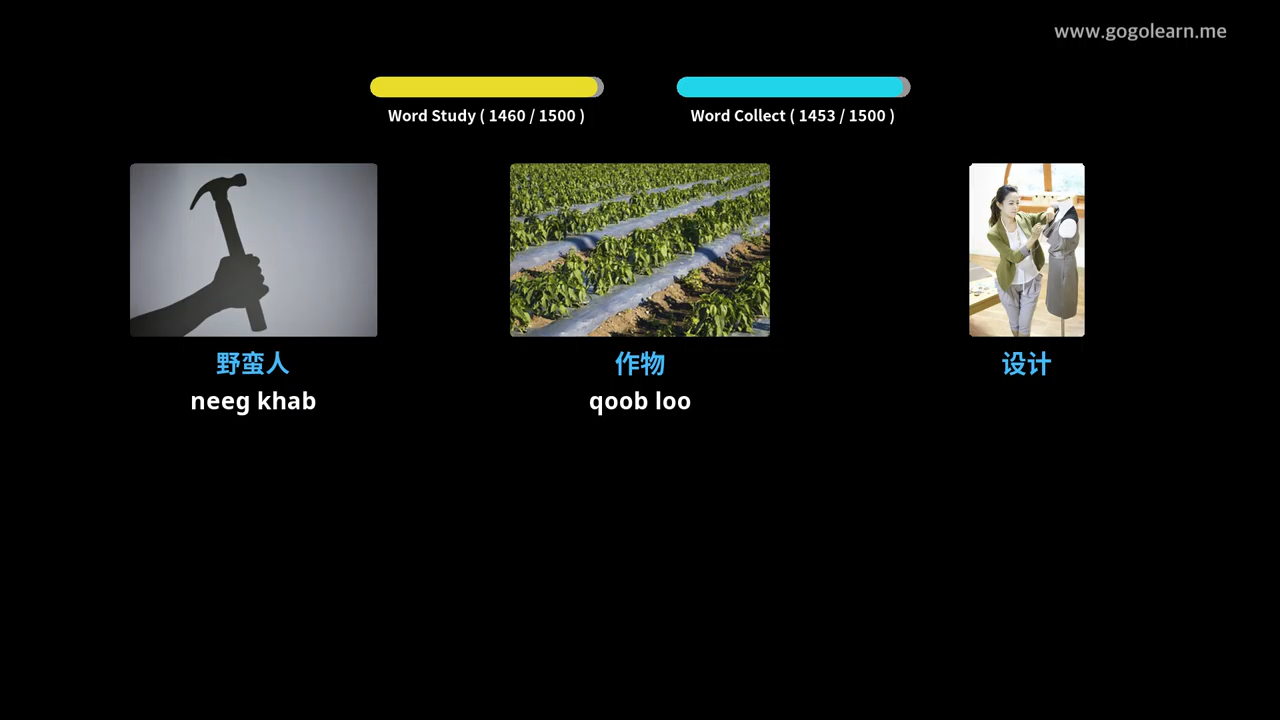 www.gogolearn.me
Word Study ( 1460 / 1500 )
Word Collect ( 1453 / 1500 )
野蛮人
作物
设计
neeg khab
qoob loo